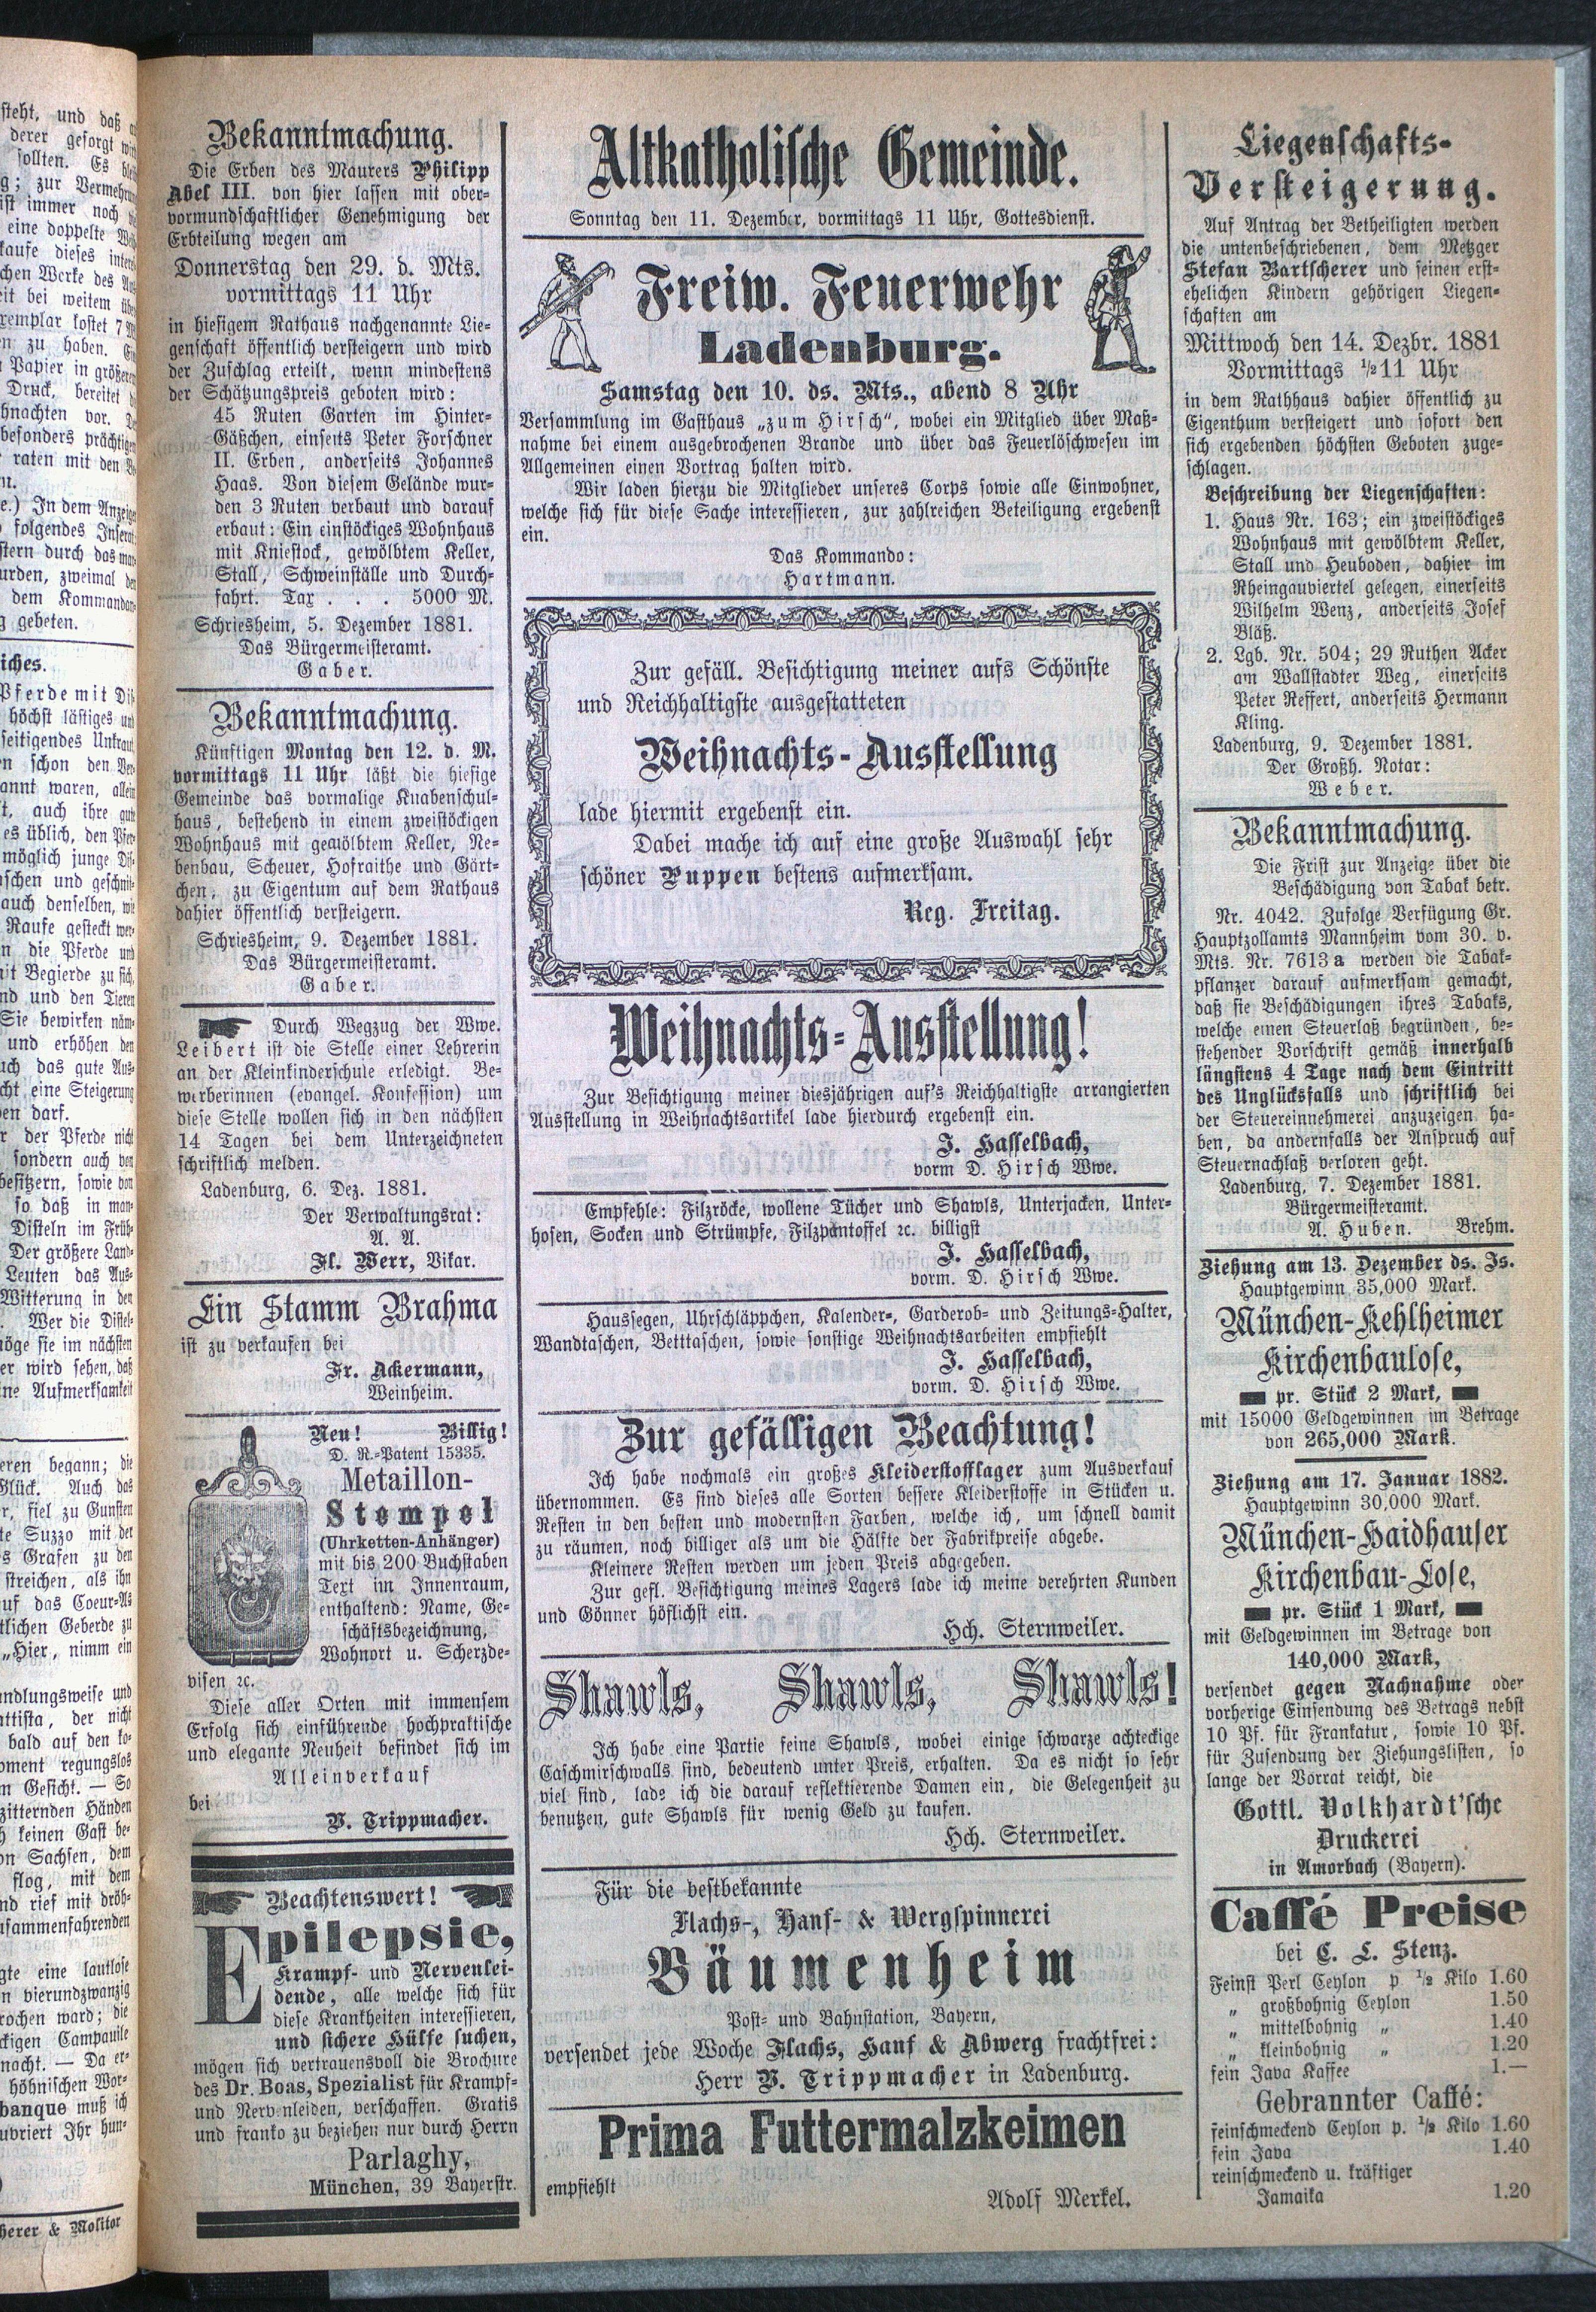 Bekanntmachung.
Die Erben des Maurers Philipp
Abel III. von hier lassen mit ober-
vormundschaftlicher Genehmigung der
Erbteilung wegen am
Donnerstag den 29. d. Mts.
vormittags 11 Uhr
in hiesigem Rathaus nachgenannte Lie-
genschaft öffentlich versteigern und wird
der Zuschlag erteilt, wenn mindestens
der Schätzungspreis geboten wird:
45 Ruten Garten im Hinter-
Gäßchen, einseits Peter Forschner
II. Erben, anderseits Johannes
Haas. Von diesem Gelände wur-
den 3 Ruten verbaut und darauf
erbaut: Ein einstöckiges Wohnhaus
mit Kniestock, gewölbtem Keller,
Stall, Schweinställe und Durch-
fahrt. Tax . . . 5000 M.
Schriesheim, 5. Dezember 1881.
Das Bürgermeisteramt.
Gaber.
Bekanntmachung.
Künftigen Montag den 12. d. M.
vormittags 11 Uhr läßt die hiesige
Gemeinde das vormalige Knabenschul-
haus, bestehend in einem zweistöckigen
Wohnhaus mit gewölbtem Keller, Ne-
benbau, Scheuer, Hofraithe und Gärt-
chen, zu Eigentum auf dem Rathaus
dahier öffentlich versteigern.
Schriesheim, 9. Dezember 1881.
Das Bürgermeisteramt.
Gaber.
Durch Wegzug der Wwe.
Leibert ist die Stelle einer Lehrerin
an der Kleinkinderschule erledigt. Be-
werberinnen (evangel. Konfession) um
diese Stelle wollen sich in den nächsten
14 Tagen bei dem Unterzeichneten
schriftlich melden.
Ladenburg, 6. Dez. 1881.
Der Verwaltungsrat:
A. A.
Fl. Werr, Vikar.
Ein Stamm Brahma
ist zu verkaufen bei
Fr. Ackermann,
Weinheim.
Neu! Billig!
D. R.-Patent 15335.
Metaillon-
Stempel
(Uhrketten-Anhänger)
mit bis 200 Buchstaben
Text im Innenraum,
enthaltend: Name, Ge-
schäftsbezeichnung,
Wohnort u. Scherzde-
visen ꝛc.
Diese aller Orten mit immensem
Erfolg sich einführende hochpraktische
und elegante Neuheit befindet sich im
Alleinverkauf
bei
V. Trippmacher.
Beachtenswert!
Epilepsie,
Krampf- und Nervenlei-
dende, alle welche sich für
diese Krankheiten interessieren,
und sichere Hülfe suchen,
mögen sich vertrauensvoll die Brochure
des Dr. Boas, Spezialist für Krampf-
und Nervenleiden, verschaffen. Gratis
und franko zu beziehen nur durch Herrn
Parlaghy,
München, 39 Bayerstr.
Altkatholische Gemeinde.
Sonntag den 11. Dezember, vormittags 11 Uhr, Gottesdienst.
Freiw. Feuerwehr
Ladenburg.
Samstag den 10. ds. Mts., abend 8 Uhr
Versammlung im Gasthaus „zum Hirsch“, wobei ein Mitglied über Maß-
nahme bei einem ausgebrochenen Brande und über das Feuerlöschwesen im
Allgemeinen einen Vortrag halten wird.
Wir laden hierzu die Mitglieder unseres Corps sowie alle Einwohner,
welche sich für diese Sache interessieren, zur zahlreichen Beteiligung ergebenst
ein.
Das Kommando:
Hartmann.
Zur gefäll. Besichtigung meiner aufs Schönste
und Reichhaltigste ausgestatteten
Weihnachts-Ausstellung
lade hiermit ergebenst ein.
Dabei mache ich auf eine große Auswahl sehr
schöner Puppen bestens aufmerksam.
Reg. Freitag.
Weihnachts-Ausstellung!
Zur Besichtigung meiner diesjährigen auf's Reichhaltigste arrangierten
Ausstellung in Weihnachtsartikel lade hierdurch ergebenst ein.
J. Hasselbach,
vorm D. Hirsch Wwe.
Empfehle: Filzröcke, wollene Tücher und Shawls, Unterjacken, Unter-
hosen, Socken und Strümpfe, Filzpantoffel ꝛc. billigst
J. Hasselbach,
vorm. D. Hirsch Wwe.
Haussegen, Uhrschläppchen, Kalender-, Garderob- und Zeitungs-Halter,
Wandtaschen, Betttaschen, sowie sonstige Weihnachtsarbeiten empfiehlt
J. Hasselbach,
vorm. D. Hirsch Wwe.
Zur gefälligen Beachtung!
Ich habe nochmals ein großes Kleiderstofflager zum Ausverkauf
übernommen. Es sind dieses alle Sorten bessere Kleiderstoffe in Stücken u.
Resten in den besten und modernsten Farben, welche ich, um schnell damit
zu räumen, noch billiger als um die Hälfte der Fabrikpreise abgebe.
Kleinere Resten werden um jeden Preis abgegeben.
Zur gefl. Besichtigung meines Lagers lade ich meine verehrten Kunden
und Gönner höflichst ein.
Hch. Sternweiler.
Shawls, Shawls, Shawls!
Ich habe eine Partie feine Shawls, wobei einige schwarze achteckige
Caschmirschwalls sind, bedeutend unter Preis, erhalten. Da es nicht so sehr
viel sind, lade ich die darauf reflektierende Damen ein, die Gelegenheit zu
benutzen, gute Shawls für wenig Geld zu kaufen.
Hch. Sternweiler.
Für die bestbekannte
Flachs-, Hanf- & Wergspinnerei
Bäumenheim
Post- und Bahnstation, Bayern,
versendet jede Woche Flachs, Hanf & Abwerg frachtfrei:
Herr V. Trippmacher in Ladenburg.
Prima Futtermalzkeimen
empfiehlt
Adolf Merkel.
Liegenschafts-
Versteigerung.
Auf Antrag der Betheiligten werden
die untenbeschriebenen, dem Metzger
Stefan Bartscherer und seinen erst-
ehelichen Kindern gehörigen Liegen-
schaften am
Mittwoch den 14. Dezbr. 1881
Vormittags ½11 Uhr
in dem Rathhaus dahier öffentlich zu
Eigenthum versteigert und sofort den
sich ergebenden höchsten Geboten zuge-
schlagen.
Beschreibung der Liegenschaften:
1. Haus Nr. 163; ein zweistöckiges
Wohnhaus mit gewölbtem Keller,
Stall und Heuboden, dahier im
Rheingauviertel gelegen, einerseits
Wilhelm Wenz, anderseits Josef
Bläß.
2. Lgb. Nr. 504; 29 Ruthen Acker
am Wallstadter Weg, einerseits
Peter Reffert, anderseits Hermann
Kling.
Ladenburg, 9. Dezember 1881.
Der Großh. Notar:
Weber.
Bekanntmachung.
Die Frist zur Anzeige über die
Beschädigung von Tabak betr.
Nr. 4042. Zufolge Verfügung Gr.
Hauptzollamts Mannheim vom 30. v.
Mts. Nr. 7613a werden die Tabak-
pflanzer darauf aufmerksam gemacht,
daß sie Beschädigungen ihres Tabaks,
welche einen Steuerlaß begründen, be-
stehender Vorschrift gemäß innerhalb
längstens 4 Tage nach dem Eintritt
des Unglücksfalls und schriftlich bei
der Steuereinnehmerei anzuzeigen ha-
ben, da andernfalls der Anspruch auf
Steuernachlaß verloren geht.
Ladenburg, 7. Dezember 1881.
Bürgermeisteramt.
A. Huben. Brehm.
Ziehung am 13. Dezember ds. Js.
Hauptgewinn 35,000 Mark.
München-Kehlheimer
Kirchenbaulose,
pr. Stück 2 Mark,
mit 15000 Geldgewinnen im Betrage
von 265,000 Mark.
Ziehung am 17. Januar 1882.
Hauptgewinn 30,000 Mark.
München-Haidhauser
Kirchenbau-Lose,
pr. Stück 1 Mark,
mit Geldgewinnen im Betrage von
140,000 Mark,
versendet gegen Nachnahme oder
vorherige Einsendung des Betrags nebst
10 Pf. für Frankatur, sowie 10 Pf.
für Zusendung der Ziehungslisten, so
lange der Vorrat reicht, die
Gottl. Volkhardt'sche
Druckerei
in Amorbach (Bayern).
Caffé Preise
bei C. L. Stenz.
Feinst Perl Ceylon p. ½ Kilo 1.60
„ großbohnig Ceylon 1.50
„ mittelbohnig „ 1.40
„ kleinbohnig „ 1.20
fein Java Kaffee 1.—
Gebrannter Caffé:
feinschmeckend Ceylon p. ½ Kilo 1.60
fein Java 1.40
reinschmeckend u. kräftiger
Jamaika 1.20